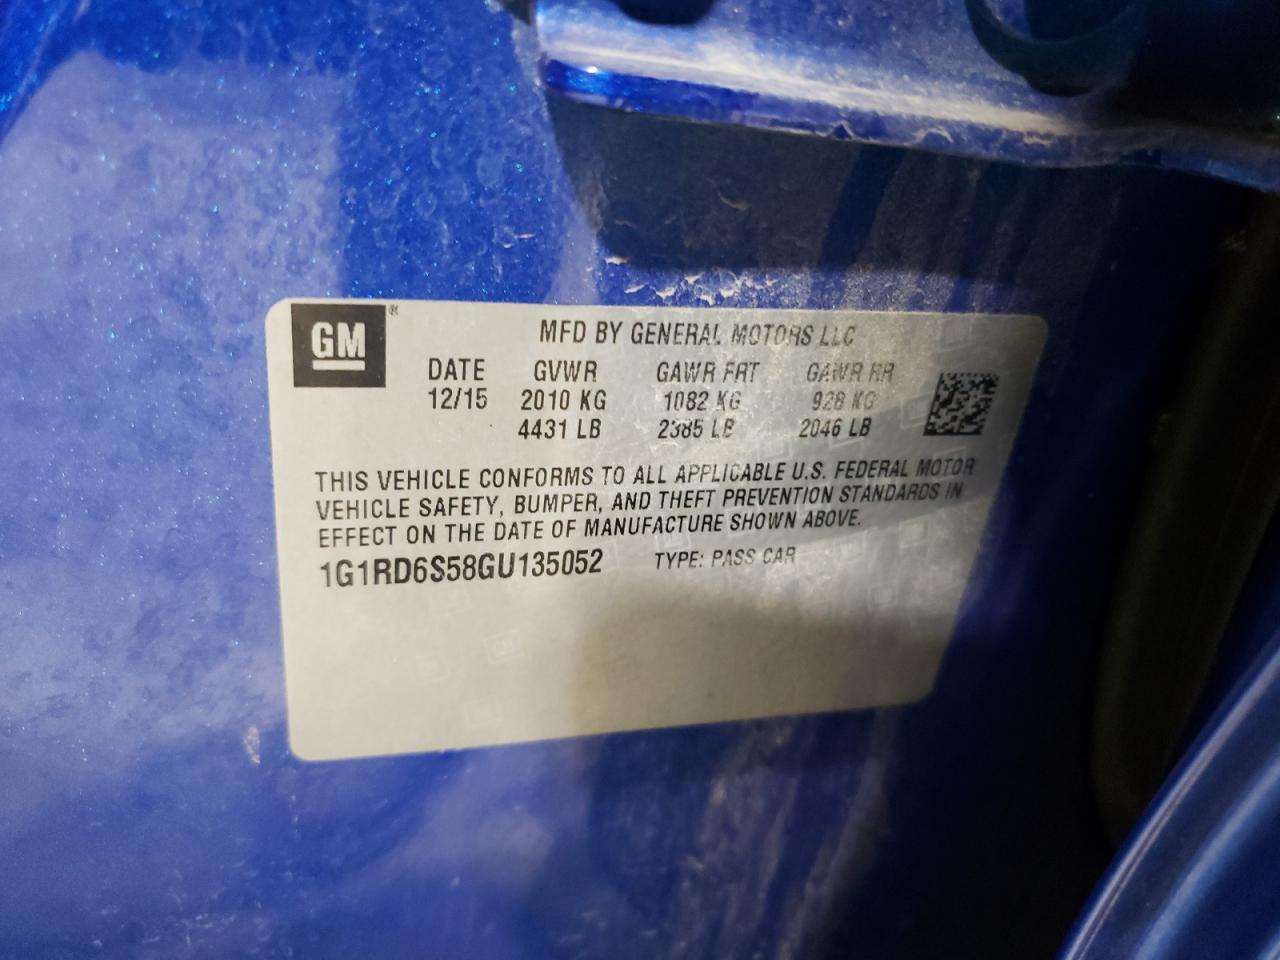 GM®
MFD BY GENERAL MOTORS LLC
DATE GVWR GAWR FRT GAWR RR
12/15 2010 KG 1082 KG 928 KG
4431 LB 2385 LB 2046 LB
THIS VEHICLE CONFORMS TO ALL APPLICABLE U.S. FEDERAL MOTOR
VEHICLE SAFETY, BUMPER, AND THEFT PREVENTION STANDARDS IN
EFFECT ON THE DATE OF MANUFACTURE SHOWN ABOVE.
1G1RD6S58GU135052 TYPE: PASS CAR